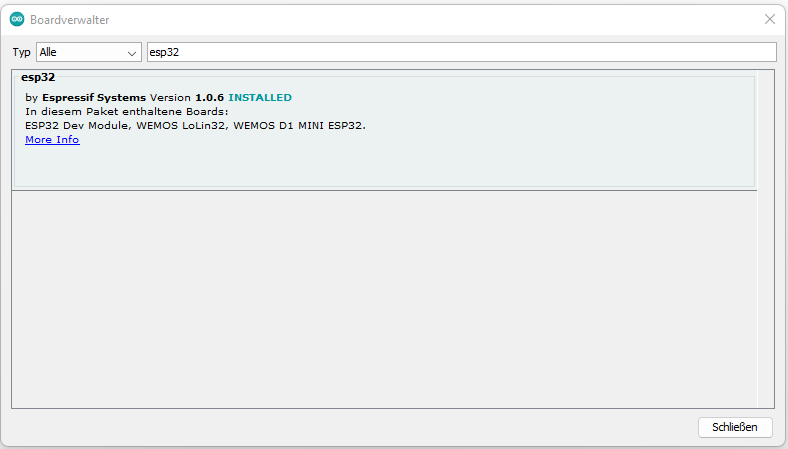 Boardverwalter
Typ Alle esp32
esp32
by Espressif Systems Version 1.0.6 INSTALLED
In diesem Paket enthaltene Boards:
ESP32 Dev Module, WEMOS LoLin32, WEMOS D1 MINI ESP32.
More Info
Schließen